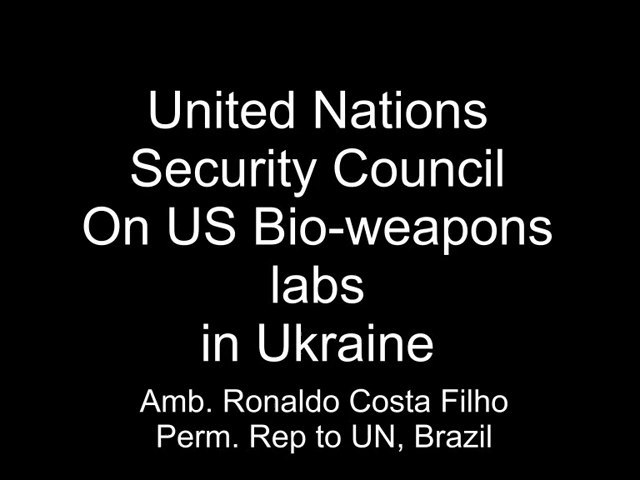 United Nations
Security Council
On US Bio-weapons
labs
in Ukraine
Amb. Ronaldo Costa Filho
Perm. Rep to UN, Brazil